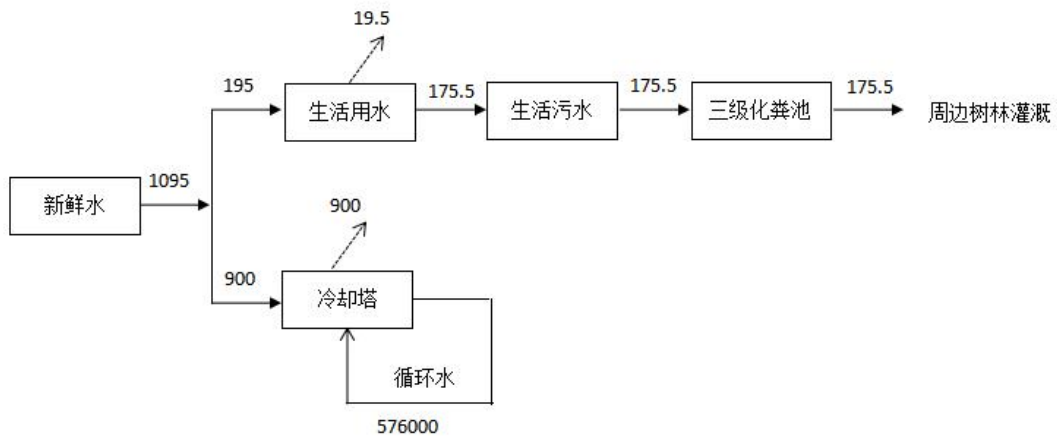 19.5
195
生活用水
175.5
生活污水
175.5
三级化粪池
175.5
周边树林灌溉
新鲜水
1095
900
900
冷却塔
循环水
576000